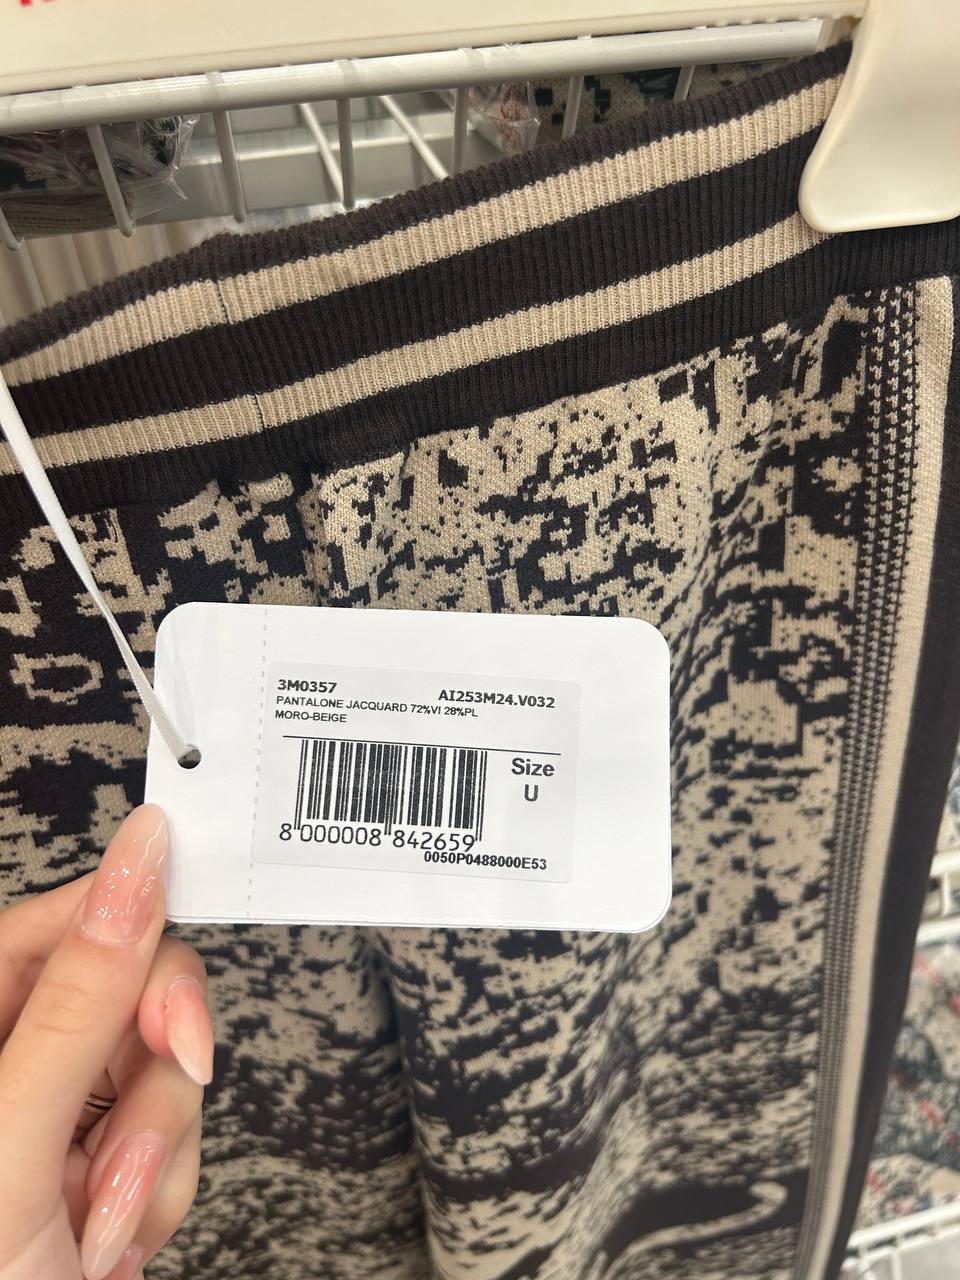 3M0357 AI253M24.V032
PANTALONE JACQUARD 72%VI 28%PL
MORO-BEIGE
Size
U
8 000008 842659
0050P0488000E53